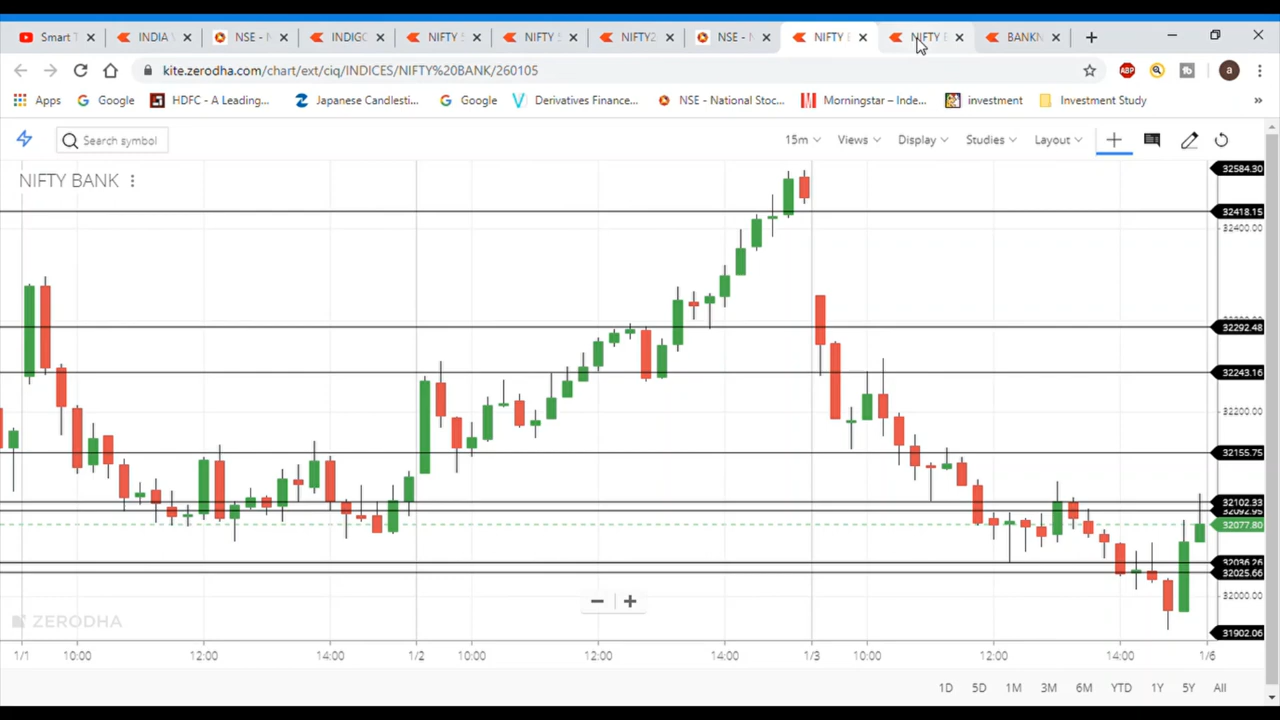 Smart T
INDIA V
NSE - N
INDIGO
NIFTY 5
NIFTY 5
NIFTY2
NSE - N
NIFTY B
NIFTY B
BANKN
kite.zerodha.com/chart/ext/ciq/INDICES/NIFTY%20BANK/260105
ABP
a
Apps
Google
HDFC - A Leading...
Japanese Candlesti...
Google
Derivatives Finance...
NSE - National Stoc...
Morningstar – Inde...
investment
Investment Study
»
Search symbol
15m
Views
Display
Studies
Layout
NIFTY BANK
32584.30
32418.15
32400.00
32292.48
32243.16
32200.00
32155.75
32102.33
32092.95
32077.80
32036.26
32025.66
32000.00
31902.06
ZERODHA
1/1
10:00
12:00
14:00
1/2
10:00
12:00
14:00
1/3
10:00
12:00
14:00
1/6
1D
5D
1M
3M
6M
YTD
1Y
5Y
All